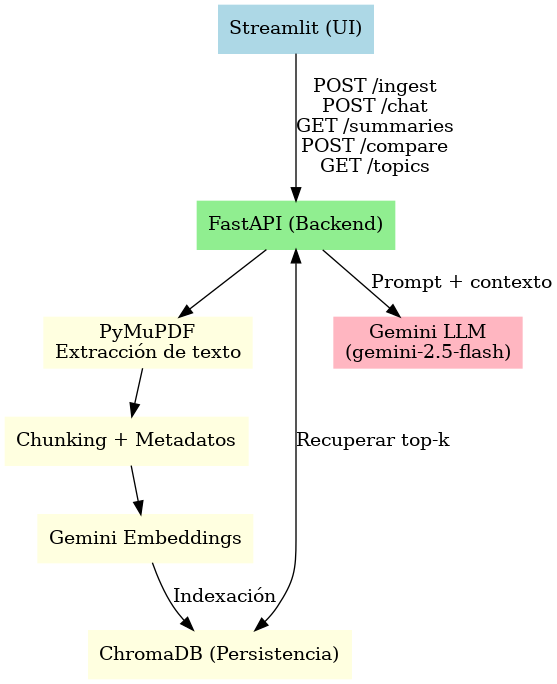 Streamlit (UI)
POST /ingest
POST /chat
GET /summaries
POST /compare
GET /topics
FastAPI (Backend)
Prompt + contexto
PyMuPDF
Extracción de texto
Gemini LLM
(gemini-2.5-flash)
Chunking + Metadatos
Recuperar top-k
Gemini Embeddings
Indexación
ChromaDB (Persistencia)